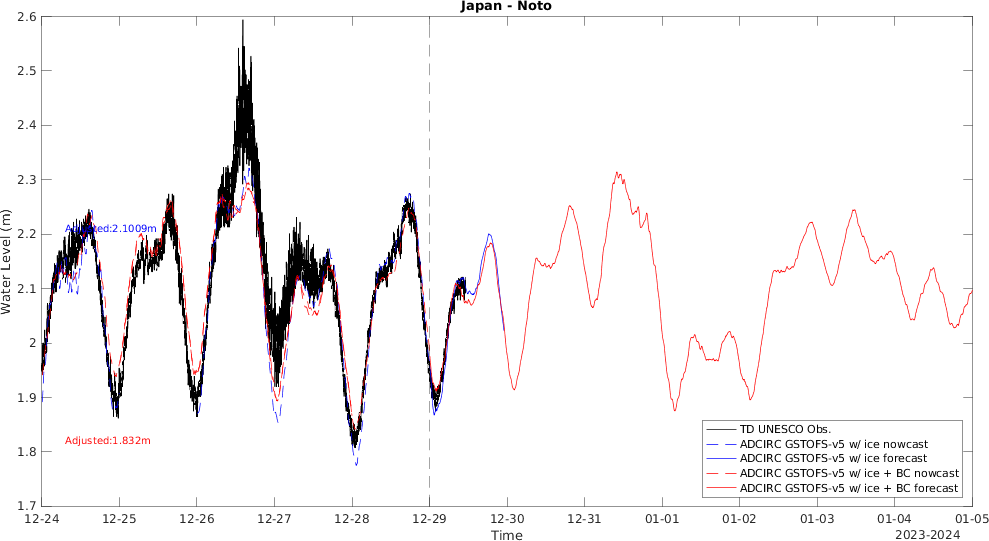 Japan - Noto
2.6
2.5
2.4
2.3
2.2
2.1
2
1.9
1.8
1.7
Water Level (m)
Adjusted:2.1009m
Adjusted:1.832m
TD UNESCO Obs.
ADCIRC GSTOFS-v5 w/ ice nowcast
ADCIRC GSTOFS-v5 w/ ice forecast
ADCIRC GSTOFS-v5 w/ ice + BC nowcast
ADCIRC GSTOFS-v5 w/ ice + BC forecast
12-24 12-25 12-26 12-27 12-28 12-29 12-30 12-31 01-01 01-02 01-03 01-04 01-05
Time
2023-2024